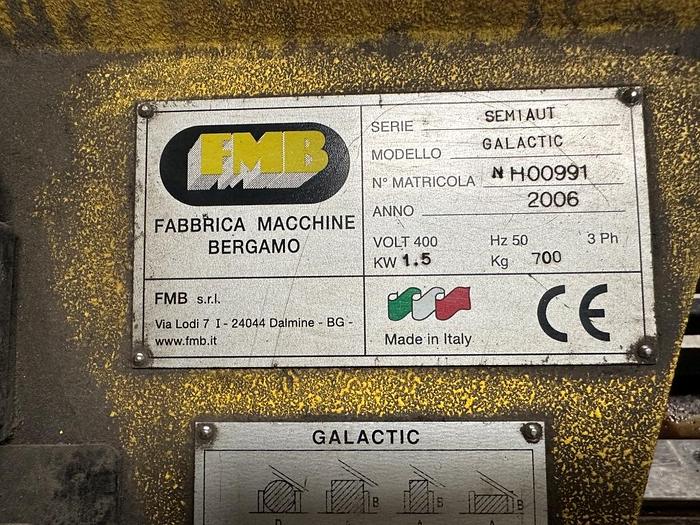 FMB
FABBRICA MACCHINE
BERGAMO
SERIE SEMIAUT
MODELLO GALACTIC
N° MATRICOLA NH00991
ANNO 2006
VOLT 400 Hz 50 3 Ph
KW 1.5 Kg 700
FMB s.r.l.
Via Lodi 7 I - 24044 Dalmine - BG -
www.fmb.it
Made in Italy
CE
GALACTIC
B B